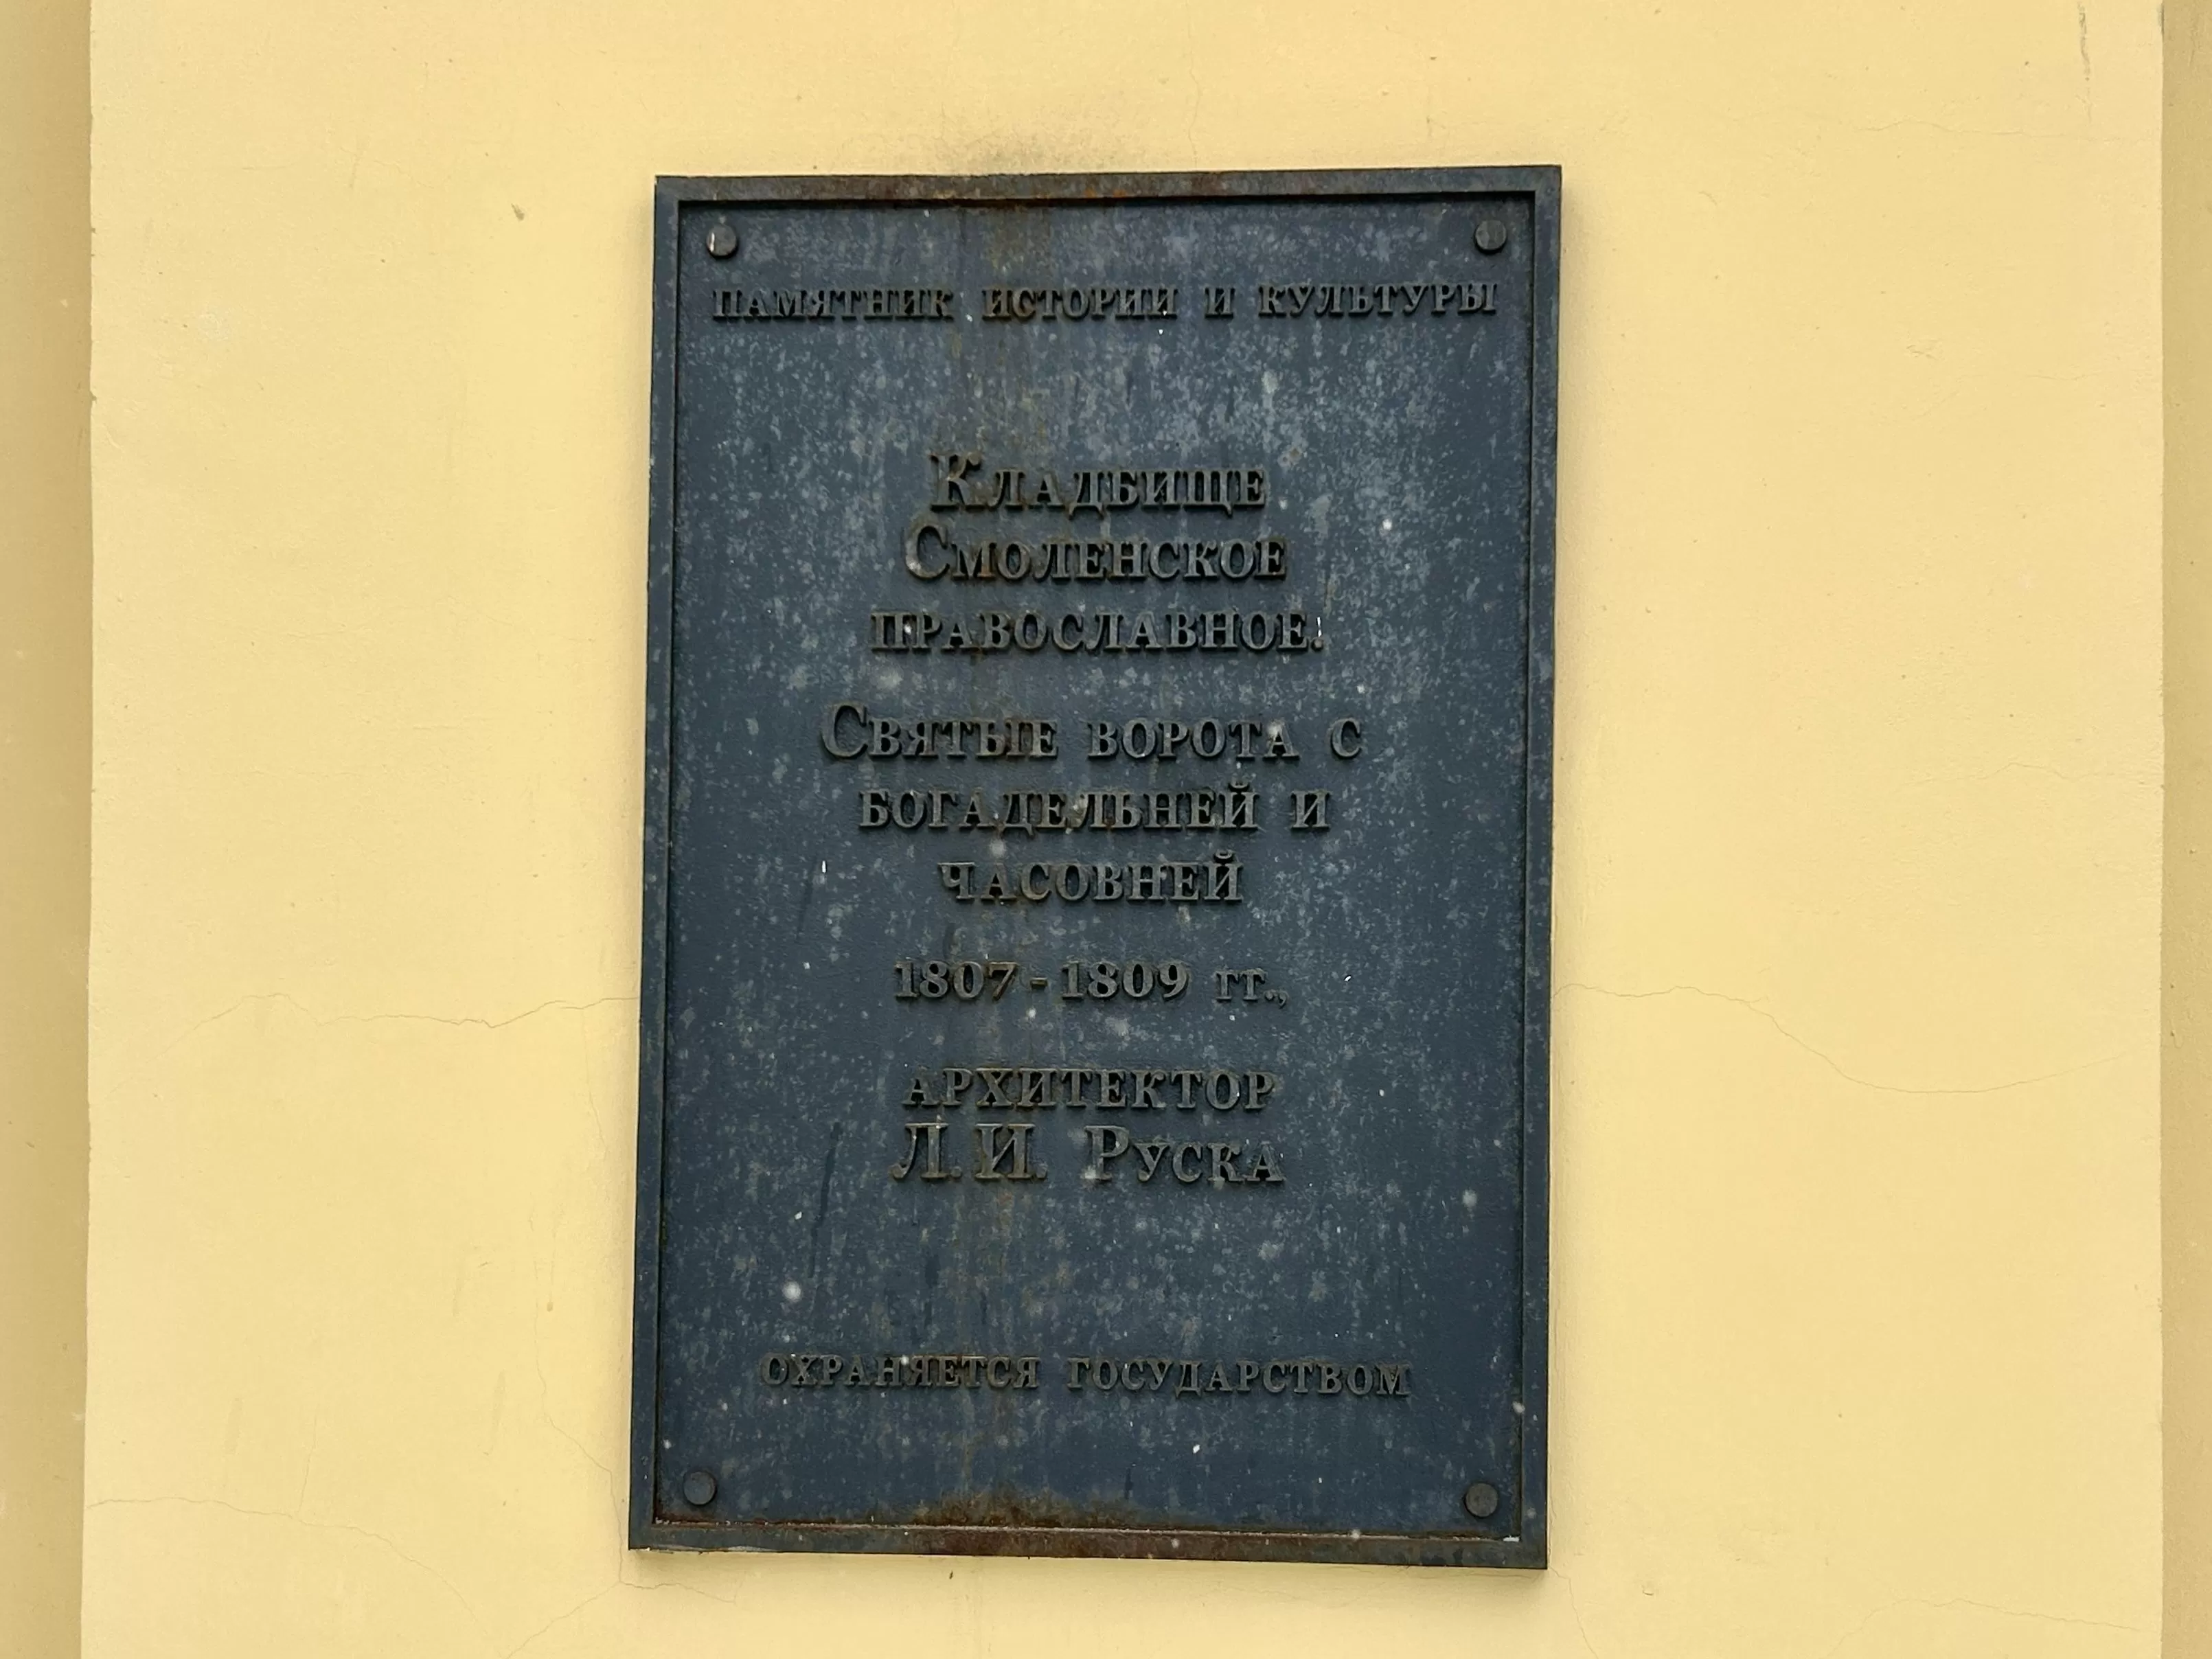 ПАМЯТНИК ИСТОРИИ И КУЛЬТУРЫ
КЛАДБИЩЕ
СМОЛЕНСКОЕ
ПРАВОСЛАВНОЕ.
СВЯТЫЕ ВОРОТА С
БОГАДЕЛЬНЕЙ И
ЧАСОВНЕЙ
1807-1809 гг.,
АРХИТЕКТОР
Л.И. РУСКА
ОХРАНЯЕТСЯ ГОСУДАРСТВОМ